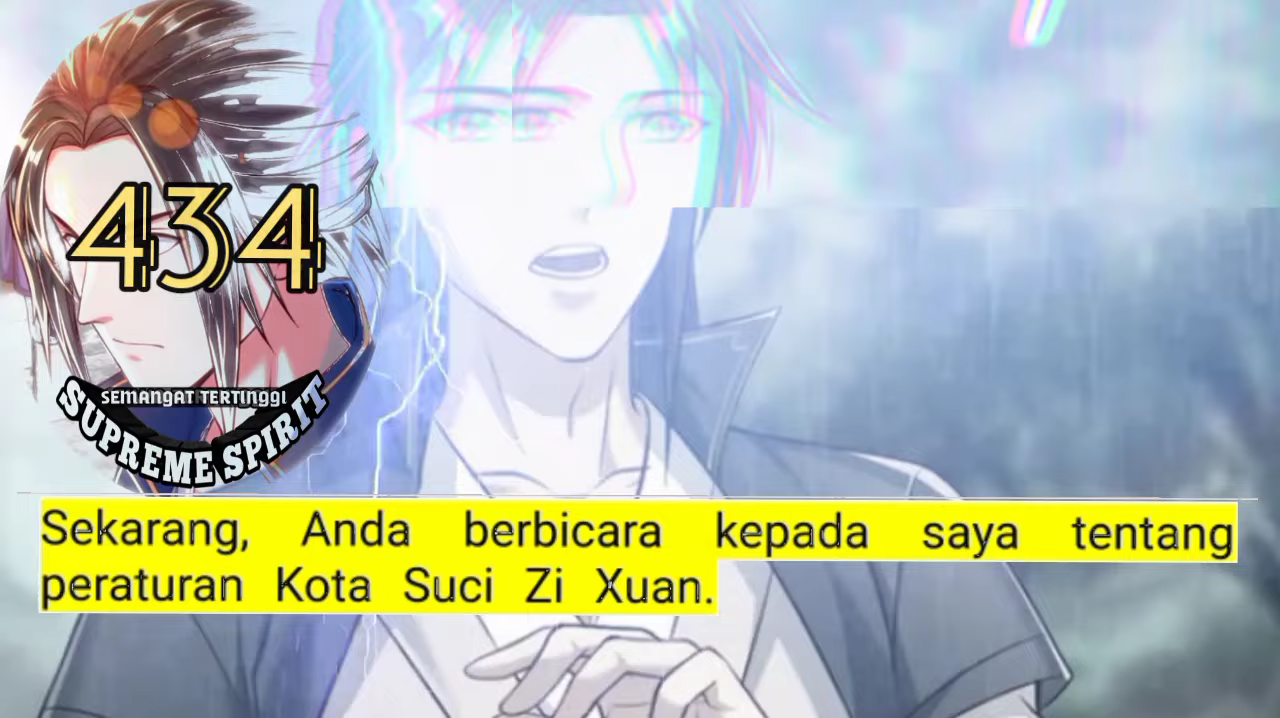 434
SEMANGAT TERTINGGI
SUPREME SPIRIT
Sekarang, Anda berbicara kepada saya tentang
peraturan Kota Suci Zi Xuan.